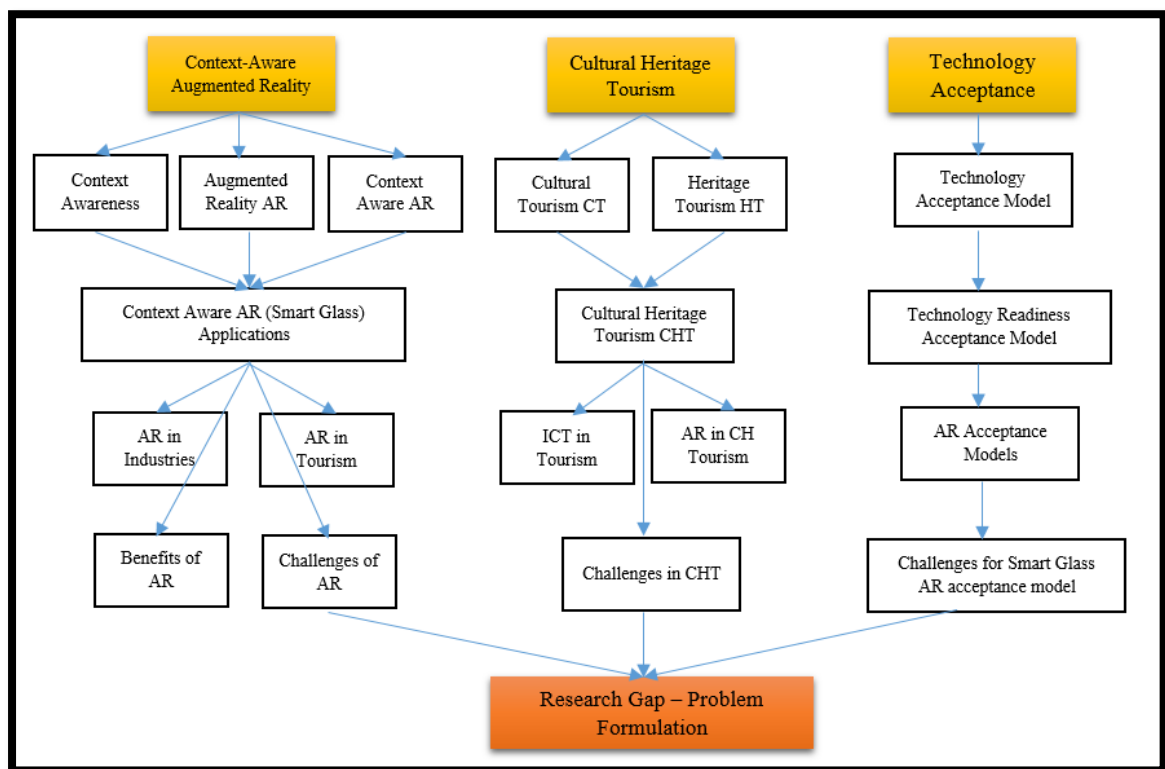 Context-Aware
Augmented Reality
Cultural Heritage
Tourism
Technology
Acceptance
Context
Awareness
Augmented
Reality AR
Context
Aware AR
Cultural
Tourism CT
Heritage
Tourism HT
Technology
Acceptance Model
Context Aware AR (Smart Glass)
Applications
Cultural Heritage
Tourism CHT
Technology Readiness
Acceptance Model
AR in
Industries
AR in
Tourism
ICT in
Tourism
AR in CH
Tourism
AR Acceptance
Models
Benefits of
AR
Challenges of
AR
Challenges in CHT
Challenges for Smart Glass
AR acceptance model
Research Gap – Problem
Formulation